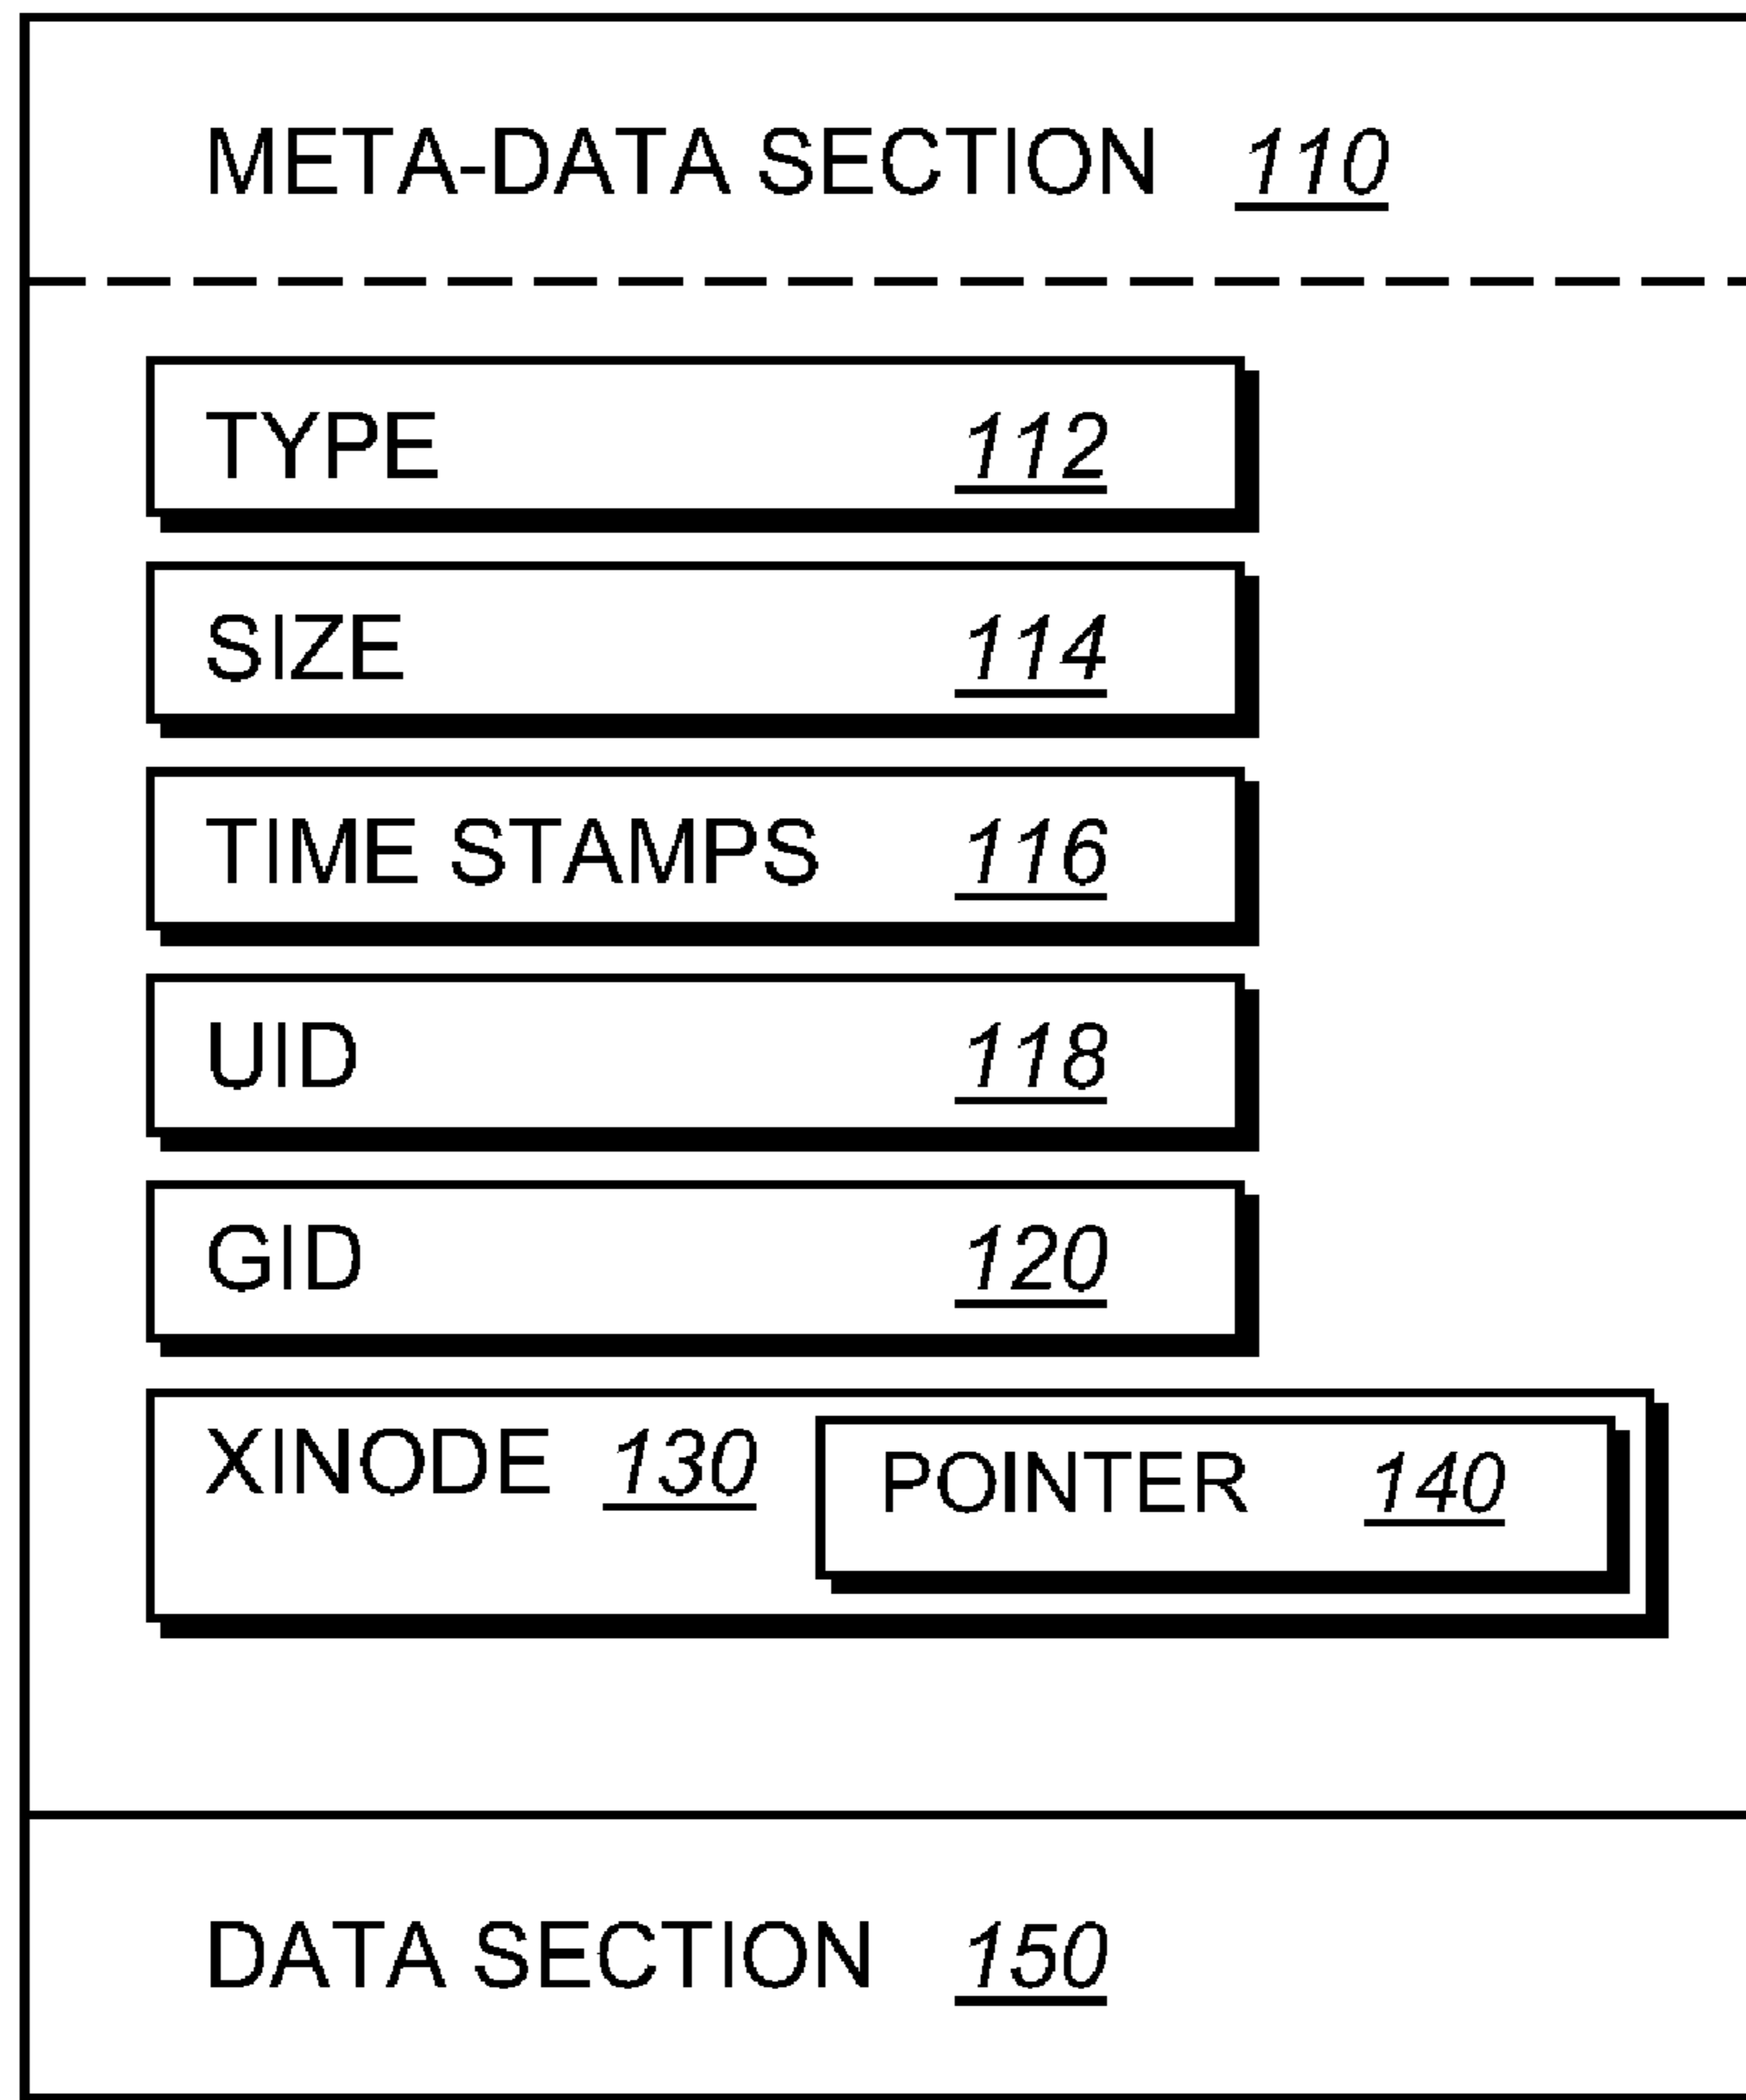 META-DATA SECTION 110
TYPE 112
SIZE 114
TIME STAMPS 116
UID 118
GID 120
XINODE 130 POINTER 140
DATA SECTION 150